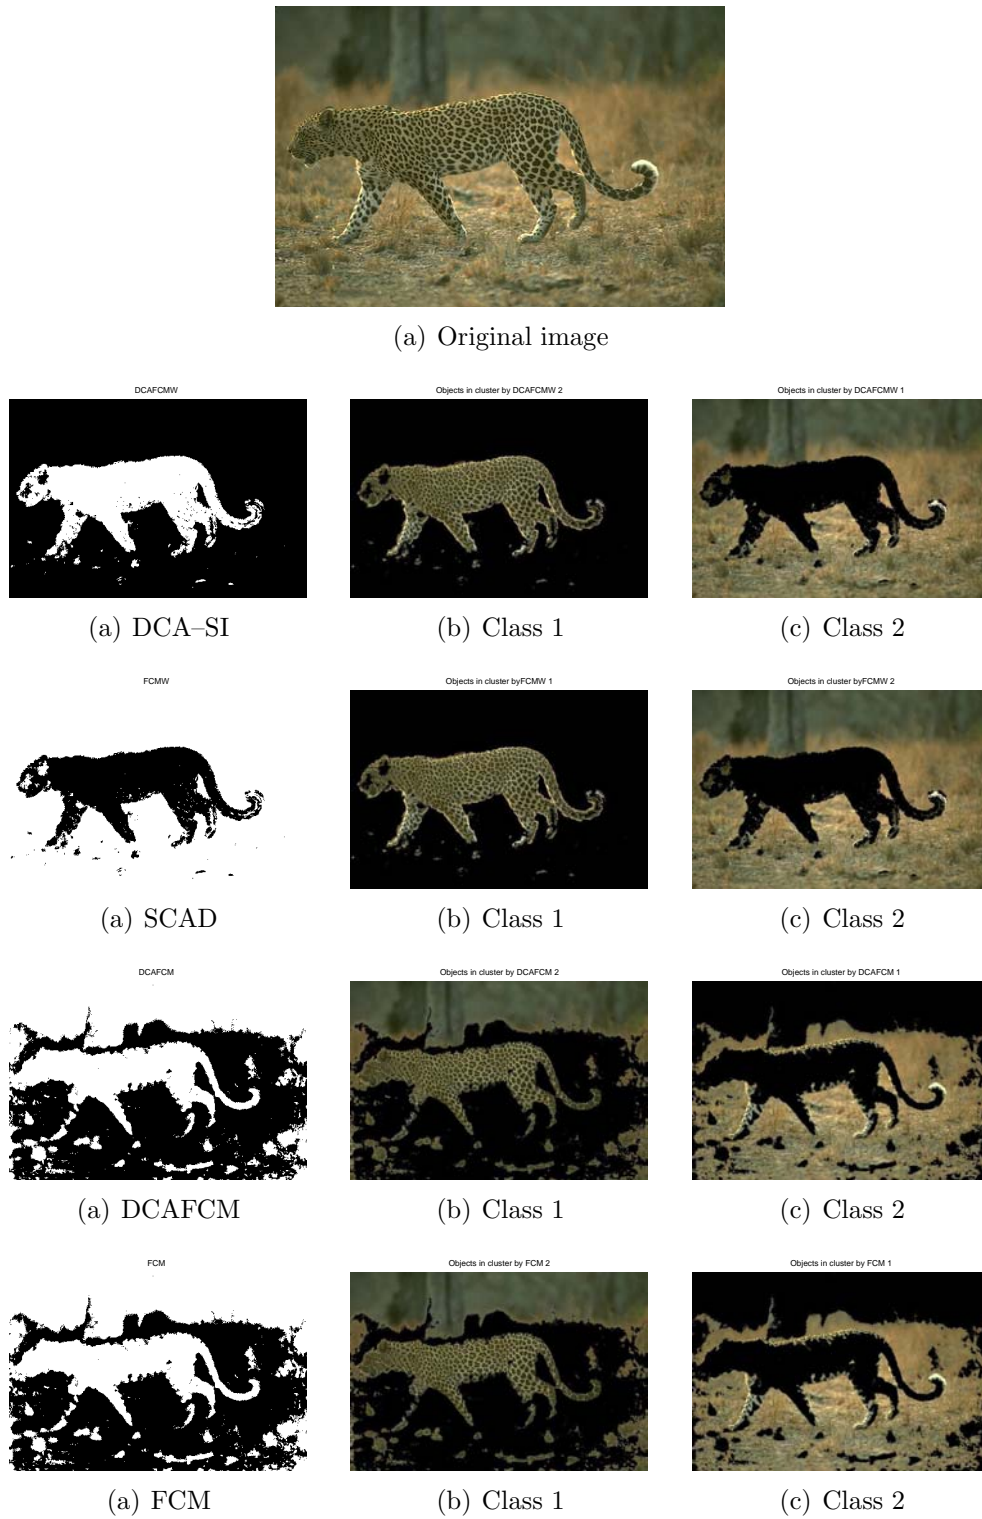 (a) Original image
DCAFCMW
Objects in cluster by DCAFCMW 2
Objects in cluster by DCAFCMW 1
(a) DCA–SI
(b) Class 1
(c) Class 2
FCMW
Objects in cluster byFCMW 1
Objects in cluster byFCMW 2
(a) SCAD
(b) Class 1
(c) Class 2
DCAFCM
Objects in cluster by DCAFCM 2
Objects in cluster by DCAFCM 1
(a) DCAFCM
(b) Class 1
(c) Class 2
FCM
Objects in cluster by FCM 2
Objects in cluster by FCM 1
(a) FCM
(b) Class 1
(c) Class 2